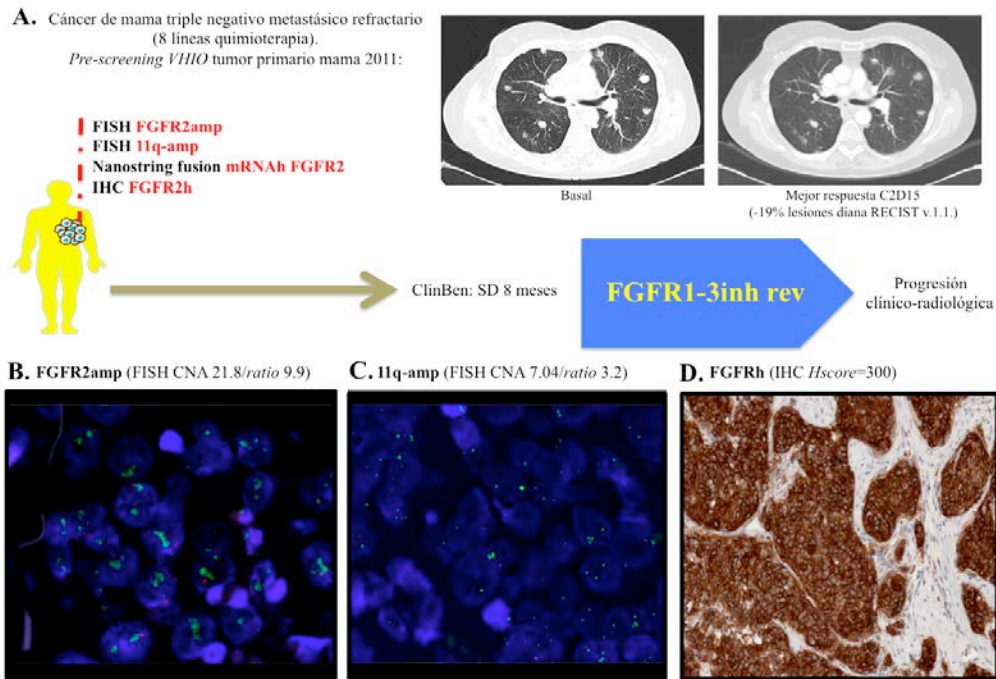 A. Cáncer de mama triple negativo metastásico refractario
(8 líneas quimioterapia).
Pre-screening VHIO tumor primario mama 2011:
FISH FGFR2amp
FISH 11q-amp
Nanostring fusion mRNAh FGFR2
IHC FGFR2h
Basal
Mejor respuesta C2D15
(-19% lesiones diana RECIST v.1.1.)
ClinBen: SD 8 meses
FGFR1-3inh rev
Progresión
clínico-radiológica
B. FGFR2amp (FISH CNA 21.8/ratio 9.9)
C. 11q-amp (FISH CNA 7.04/ratio 3.2)
D. FGFRh (IHC Hscore=300)